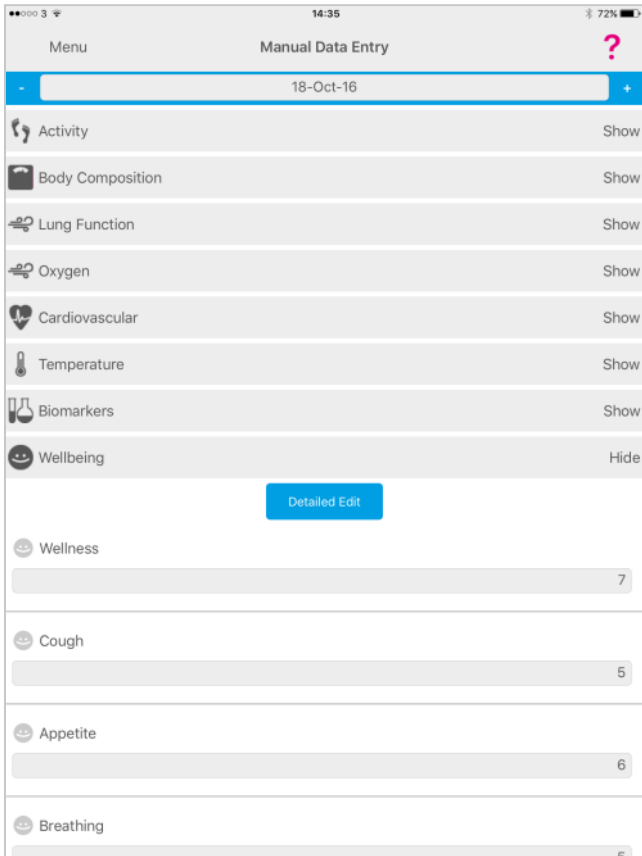 3 14:35 72%
Menu Manual Data Entry ?
- 18-Oct-16 +
Activity Show
Body Composition Show
Lung Function Show
Oxygen Show
Cardiovascular Show
Temperature Show
Biomarkers Show
Wellbeing Hide
Detailed Edit
Wellness
7
Cough
5
Appetite
6
Breathing
5